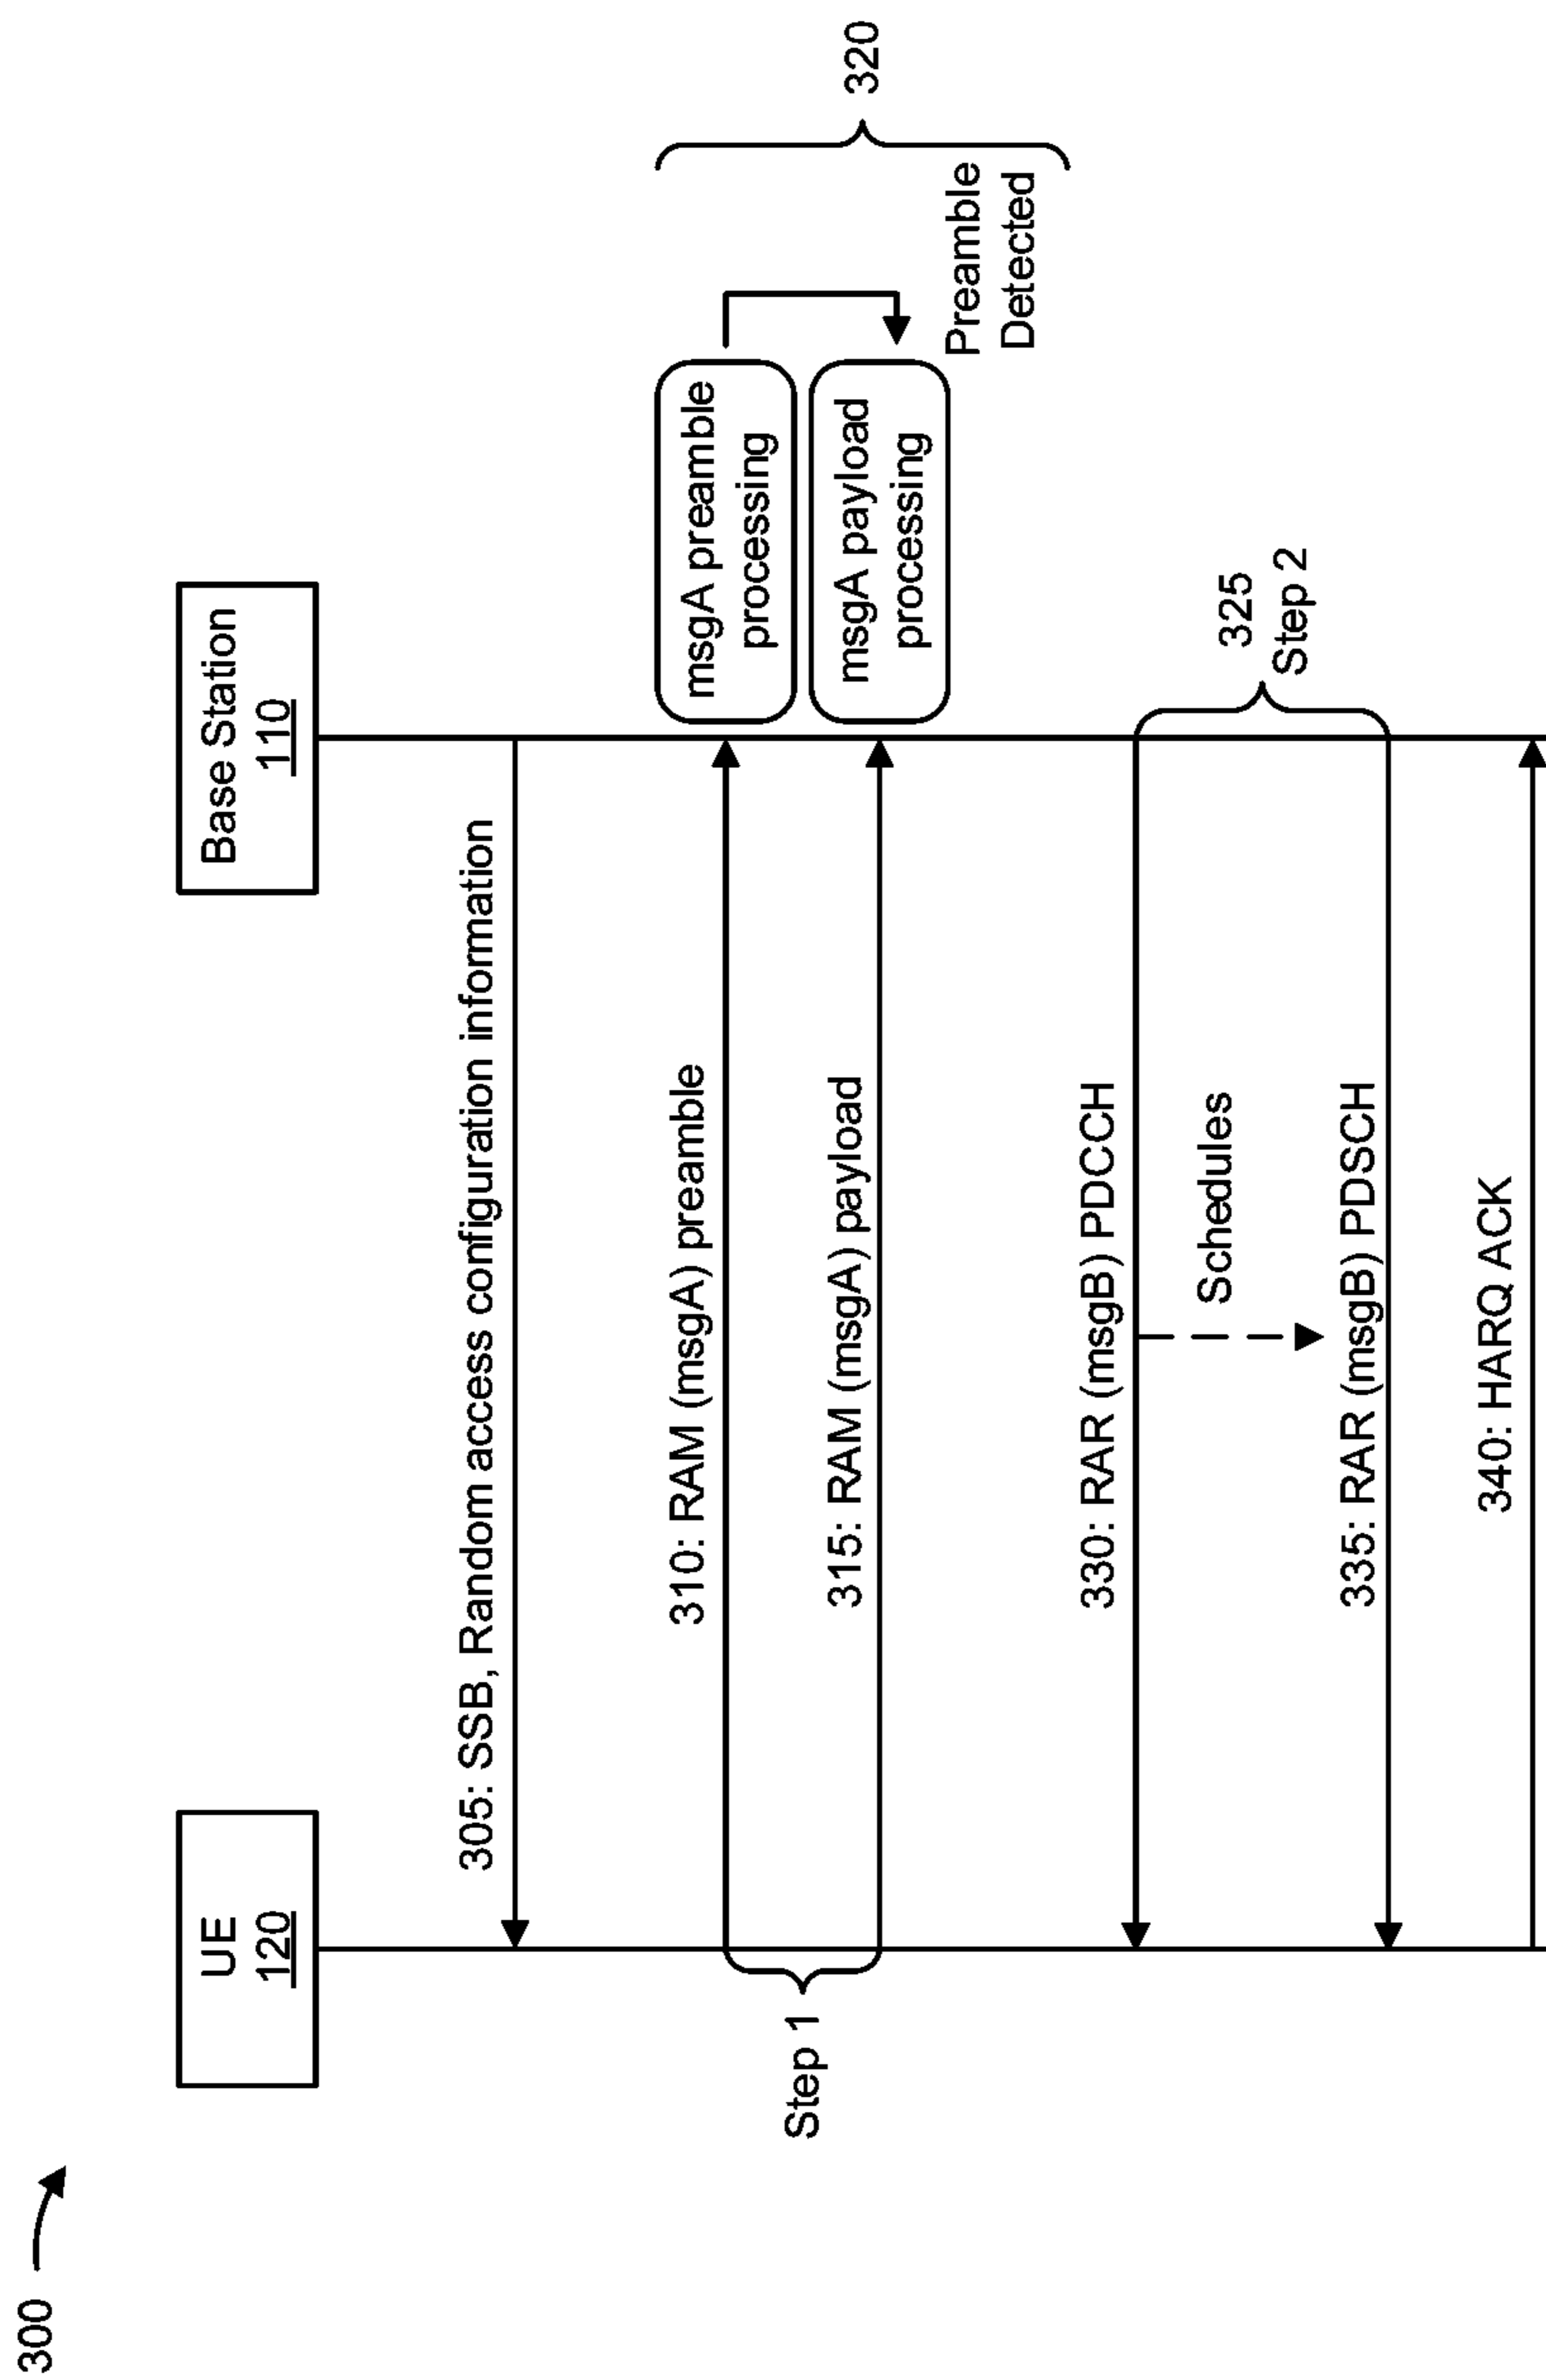 300
UE
120
Base Station
110
305: SSB, Random access configuration information
310: RAM (msgA) preamble
msgA preamble
processing
Step 1
315: RAM (msgA) payload
msgA payload
processing
Preamble
Detected
320
330: RAR (msgB) PDCCH
Schedules
325
Step 2
335: RAR (msgB) PDSCH
340: HARQ ACK